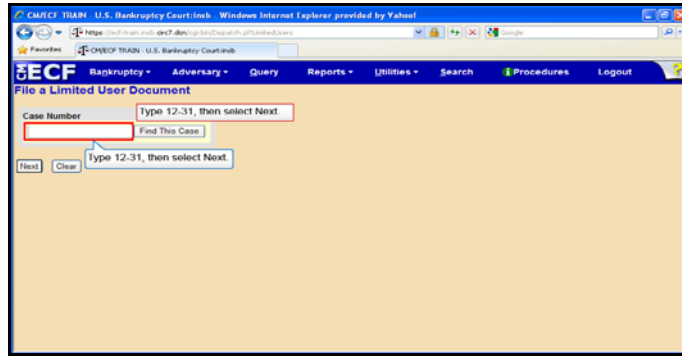 CM/ECF TRAIN - U.S. Bankruptcy Court:insb - Windows Internet Explorer provided by Yahoo!
Google
Favorites CM/ECF TRAIN - U.S. Bankruptcy Court:insb
ECF Bankruptcy Adversary Query Reports Utilities Search Procedures Logout ?
File a Limited User Document
Case Number
Type 12-31, then select Next.
Find This Case
Type 12-31, then select Next.
Next Clear